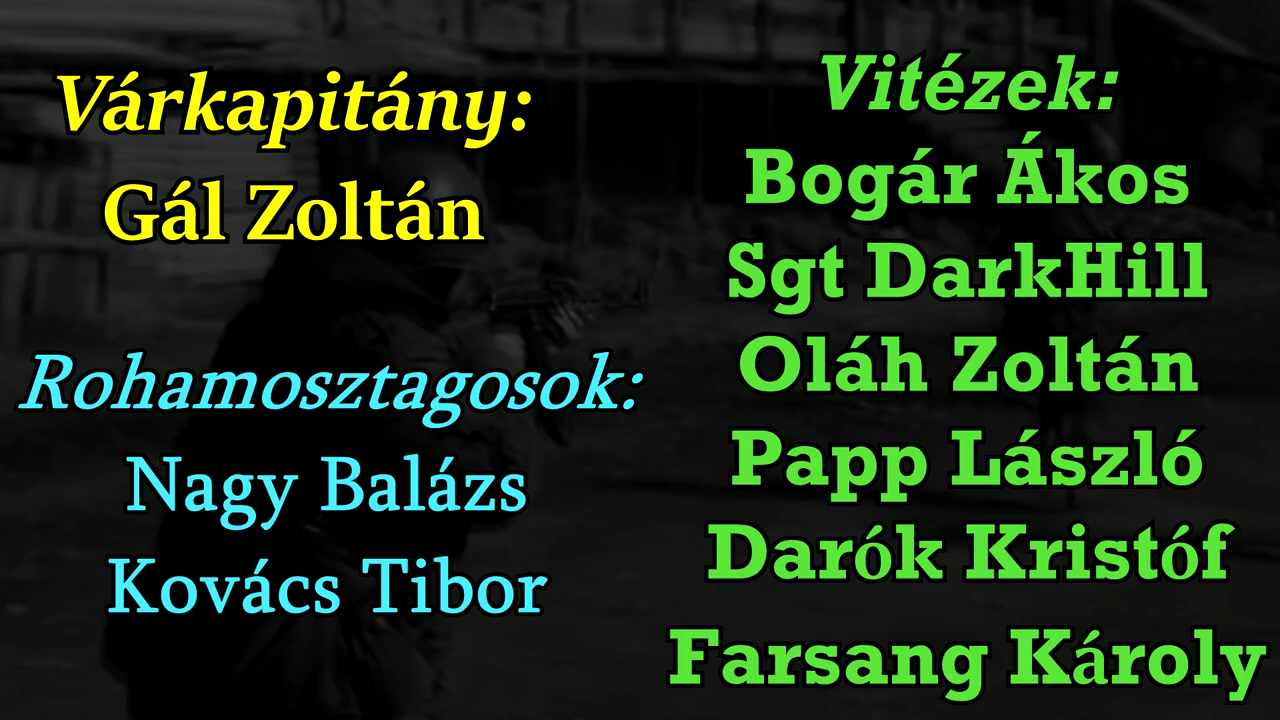 Várkapitány:
Gál Zoltán
Rohamosztagosok:
Nagy Balázs
Kovács Tibor
Vitézek:
Bogár Ákos
Sgt DarkHill
Oláh Zoltán
Papp László
Darók Kristóf
Farsang Károly